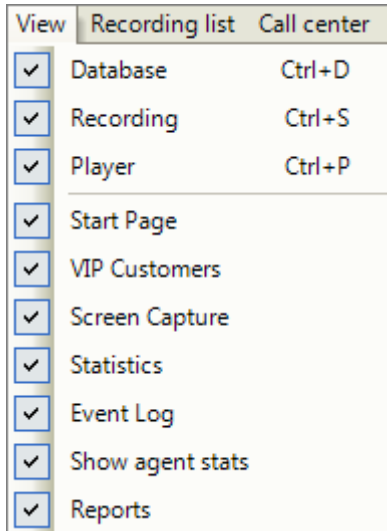 View Recording list Call center
Database Ctrl+D
Recording Ctrl+S
Player Ctrl+P
Start Page
VIP Customers
Screen Capture
Statistics
Event Log
Show agent stats
Reports